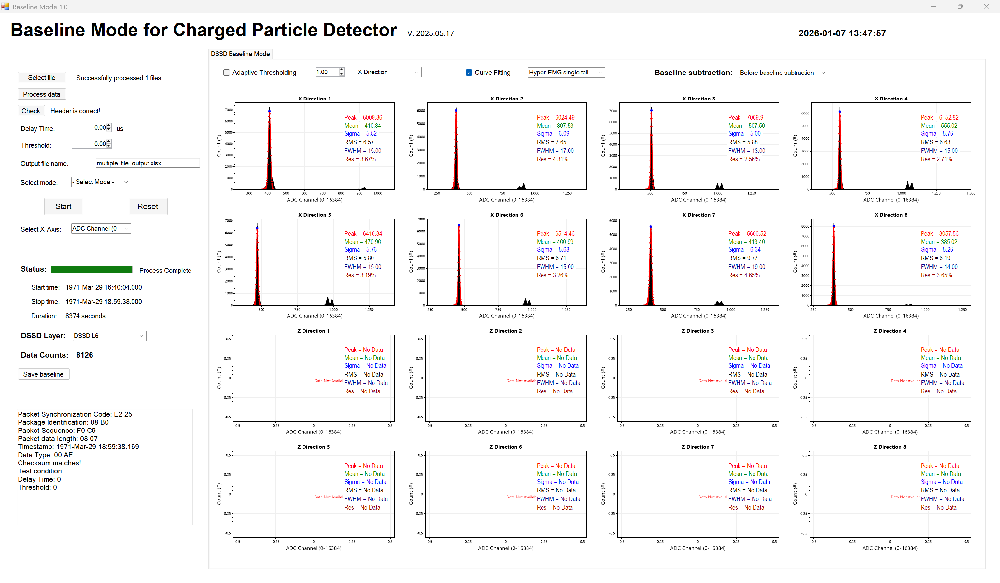 Baseline Mode 1.0
Baseline Mode for Charged Particle Detector V. 2025.05.17
2026-01-07 13:47:57
Select file Successfully processed 1 files.
Process data
Check Header is correct!
Delay Time: 0.00 us
Threshold: 0.00
Output file name: multiple_file_output.xlsx
Select mode: - Select Mode -
Start Reset
Select X-Axis: ADC Channel (0-1
Status: Process Complete
Start time: 1971-Mar-29 16:40:04.000
Stop time: 1971-Mar-29 18:59:38.000
Duration: 8374 seconds
DSSD Layer: DSSD L6
Data Counts: 8126
Save baseline
Packet Synchronization Code: E2 25
Package Identification: 08 B0
Packet Sequence: F0 C9
Packet data length: 08 07
Timestamp: 1971-Mar-29 18:59:38.169
Data Type: 00 AE
Checksum matches!
Test condition:
Delay Time: 0
Threshold: 0
DSSD Baseline Mode
Adaptive Thresholding 1.00 X Direction Curve Fitting Hyper-EMG single tail Baseline subtraction: Before baseline subtraction
X Direction 1
Count (#)
7000
6000
5000
4000
3000
2000
1000
0
Peak = 6909.86
Mean = 410.34
Sigma = 5.82
RMS = 6.57
FWHM = 15.00
Res = 3.67%
300 400 500 600 700 800 900 1,000
ADC Channel (0-16384)
X Direction 2
Count (#)
6000
5000
4000
3000
2000
1000
0
Peak = 6024.49
Mean = 397.53
Sigma = 6.09
RMS = 7.65
FWHM = 17.00
Res = 4.31%
250 500 750 1,000 1,250
ADC Channel (0-16384)
X Direction 3
Count (#)
7000
6000
5000
4000
3000
2000
1000
0
Peak = 7069.91
Mean = 507.50
Sigma = 5.00
RMS = 5.88
FWHM = 13.00
Res = 2.56%
500 750 1,000 1,250
ADC Channel (0-16384)
X Direction 4
Count (#)
6000
5000
4000
3000
2000
1000
0
Peak = 6152.82
Mean = 555.02
Sigma = 5.76
RMS = 6.63
FWHM = 15.00
Res = 2.71%
500 750 1,000 1,250 1,500
ADC Channel (0-16384)
X Direction 5
Count (#)
7000
6000
5000
4000
3000
2000
1000
0
Peak = 6410.84
Mean = 470.96
Sigma = 5.76
RMS = 5.80
FWHM = 15.00
Res = 3.19%
500 750 1,000 1,250
ADC Channel (0-16384)
X Direction 6
Count (#)
7000
6000
5000
4000
3000
2000
1000
0
Peak = 6514.46
Mean = 460.99
Sigma = 5.68
RMS = 6.71
FWHM = 15.00
Res = 3.26%
250 500 750 1,000 1,250
ADC Channel (0-16384)
X Direction 7
Count (#)
6000
5000
4000
3000
2000
1000
0
Peak = 5600.52
Mean = 413.40
Sigma = 6.34
RMS = 9.77
FWHM = 19.00
Res = 4.65%
250 500 750 1,000 1,250
ADC Channel (0-16384)
X Direction 8
Count (#)
8000
7000
6000
5000
4000
3000
2000
1000
0
Peak = 8057.56
Mean = 385.02
Sigma = 5.26
RMS = 6.19
FWHM = 14.00
Res = 3.65%
250 500 750 1,000 1,250
ADC Channel (0-16384)
Z Direction 1
Count (#)
0.5
0.25
0
-0.25
-0.5
Peak = No Data
Mean = No Data
Sigma = No Data
RMS = No Data
Data Not Availal FWHM = No Data
Res = No Data
-0.5 -0.25 0 0.25 0.5
ADC Channel (0-16384)
Z Direction 2
Count (#)
0.5
0.25
0
-0.25
-0.5
Peak = No Data
Mean = No Data
Sigma = No Data
RMS = No Data
Data Not Availal FWHM = No Data
Res = No Data
-0.5 -0.25 0 0.25 0.5
ADC Channel (0-16384)
Z Direction 3
Count (#)
0.5
0.25
0
-0.25
-0.5
Peak = No Data
Mean = No Data
Sigma = No Data
RMS = No Data
Data Not Availal FWHM = No Data
Res = No Data
-0.5 -0.25 0 0.25 0.5
ADC Channel (0-16384)
Z Direction 4
Count (#)
0.5
0.25
0
-0.25
-0.5
Peak = No Data
Mean = No Data
Sigma = No Data
RMS = No Data
Data Not Availal FWHM = No Data
Res = No Data
-0.5 -0.25 0 0.25 0.5
ADC Channel (0-16384)
Z Direction 5
Count (#)
0.5
0.25
0
-0.25
-0.5
Peak = No Data
Mean = No Data
Sigma = No Data
RMS = No Data
Data Not Availal FWHM = No Data
Res = No Data
-0.5 -0.25 0 0.25 0.5
ADC Channel (0-16384)
Z Direction 6
Count (#)
0.5
0.25
0
-0.25
-0.5
Peak = No Data
Mean = No Data
Sigma = No Data
RMS = No Data
Data Not Availal FWHM = No Data
Res = No Data
-0.5 -0.25 0 0.25 0.5
ADC Channel (0-16384)
Z Direction 7
Count (#)
0.5
0.25
0
-0.25
-0.5
Peak = No Data
Mean = No Data
Sigma = No Data
RMS = No Data
Data Not Availal FWHM = No Data
Res = No Data
-0.5 -0.25 0 0.25 0.5
ADC Channel (0-16384)
Z Direction 8
Count (#)
0.5
0.25
0
-0.25
-0.5
Peak = No Data
Mean = No Data
Sigma = No Data
RMS = No Data
Data Not Availal FWHM = No Data
Res = No Data
-0.5 -0.25 0 0.25 0.5
ADC Channel (0-16384)